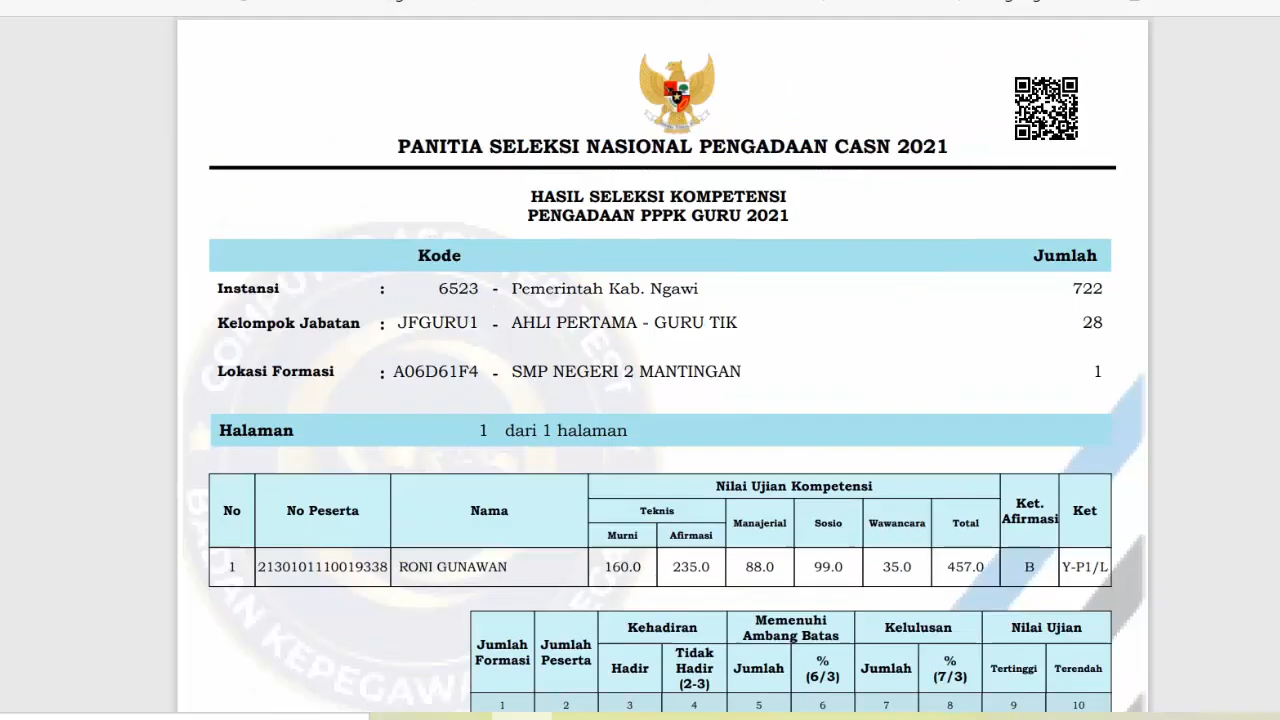 PANITIA SELEKSI NASIONAL PENGADAAN CASN 2021
HASIL SELEKSI KOMPETENSI
PENGADAAN PPPK GURU 2021
Kode Jumlah
Instansi : 6523 - Pemerintah Kab. Ngawi 722
Kelompok Jabatan : JFGURU1 - AHLI PERTAMA - GURU TIK 28
Lokasi Formasi : A06D61F4 - SMP NEGERI 2 MANTINGAN 1
Halaman 1 dari 1 halaman
Nilai Ujian Kompetensi
No No Peserta Nama Teknis Manajerial Sosio Wawancara Total Ket. Afirmasi Ket
Murni Afirmasi
1 2130101110019338 RONI GUNAWAN 160.0 235.0 88.0 99.0 35.0 457.0 B Y-P1/L
Jumlah Formasi Jumlah Peserta Kehadiran Memenuhi Ambang Batas Kelulusan Nilai Ujian
Hadir Tidak Hadir (2-3) Jumlah % (6/3) Jumlah % (7/3) Tertinggi Terendah
1 2 3 4 5 6 7 8 9 10